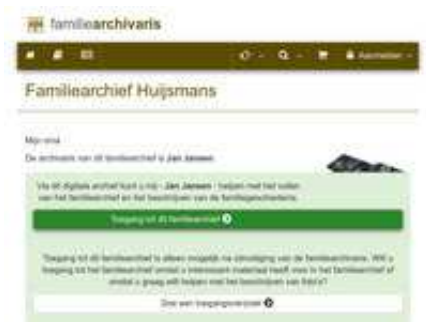 familiearchivaris
Aanmelden
Familiearchief Huijsmans
De archivaris van dit familiearchief is Jan Jansen
Via dit digitale archief kunt u mij - Jan Jansen - helpen met het vullen
van het familiearchief en het beschrijven van de familiegeschiedenis.
Toegang tot dit familiearchief
Toegang tot dit familiearchief is alleen mogelijk na uitnodiging van de familiearchivaris. Wilt u
toegang tot het familiearchief omdat u interessant materiaal heeft voor in het familiearchief of
omdat u graag wilt helpen met het beschrijven van foto's?
Doe een toegangsverzoek